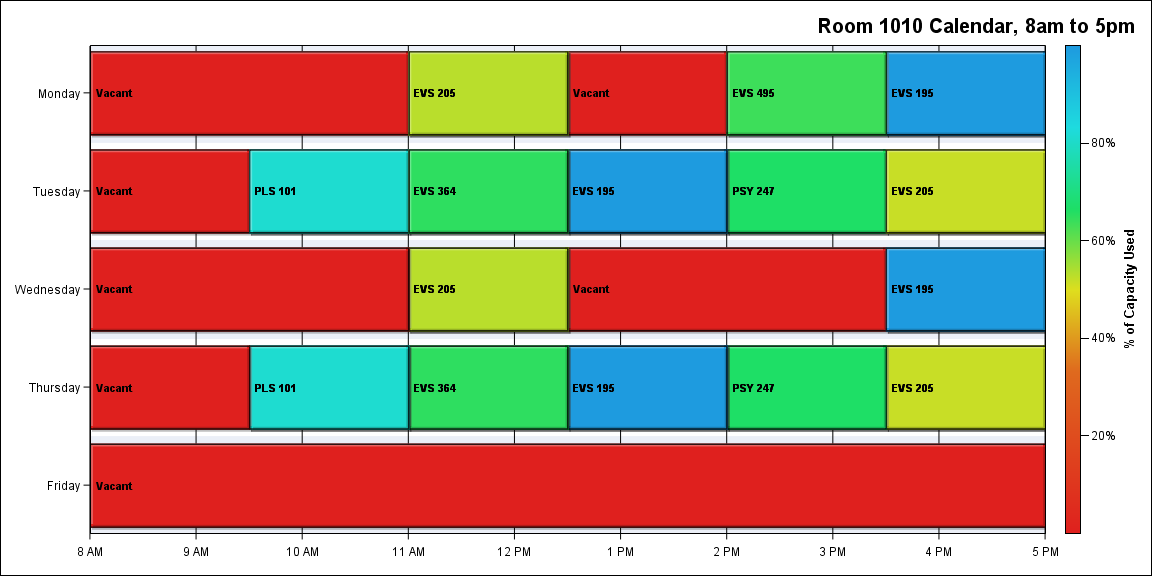 Room 1010 Calendar, 8am to 5pm
Monday
Vacant
EVS 205
Vacant
EVS 495
EVS 195
Tuesday
Vacant
PLS 101
EVS 364
EVS 195
PSY 247
EVS 205
Wednesday
Vacant
EVS 205
Vacant
EVS 195
Thursday
Vacant
PLS 101
EVS 364
EVS 195
PSY 247
EVS 205
Friday
Vacant
8 AM
9 AM
10 AM
11 AM
12 PM
1 PM
2 PM
3 PM
4 PM
5 PM
80%
60%
40%
20%
% of Capacity Used